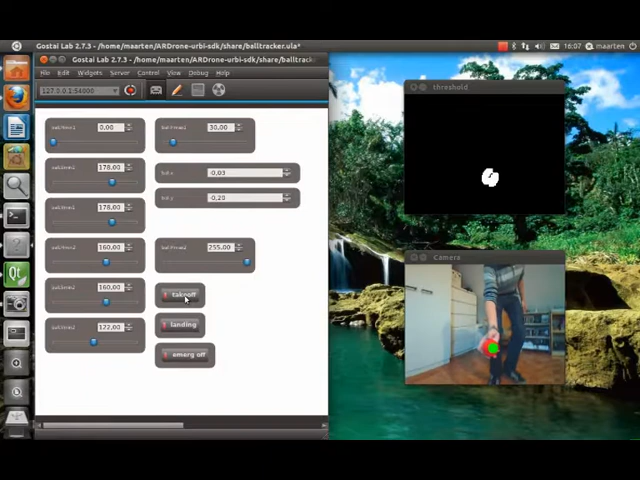 Gostai Lab 2.7.3 - /home/maarten/ARDrone-urbi-sdk/share/balltracker.ula*
16:07 maarten
Gostai Lab 2.7.3 - /home/maarten/ARDrone-urbi-sdk/share/balltracker
File Edit Widgets Server Control View Debug Help
127.0.0.1:54000
0,00
30,00
178,00
-0,03
-0,20
178,00
160,00
255,00
160,00
takeoff
122,00
landing
emerg off
threshold
Camera